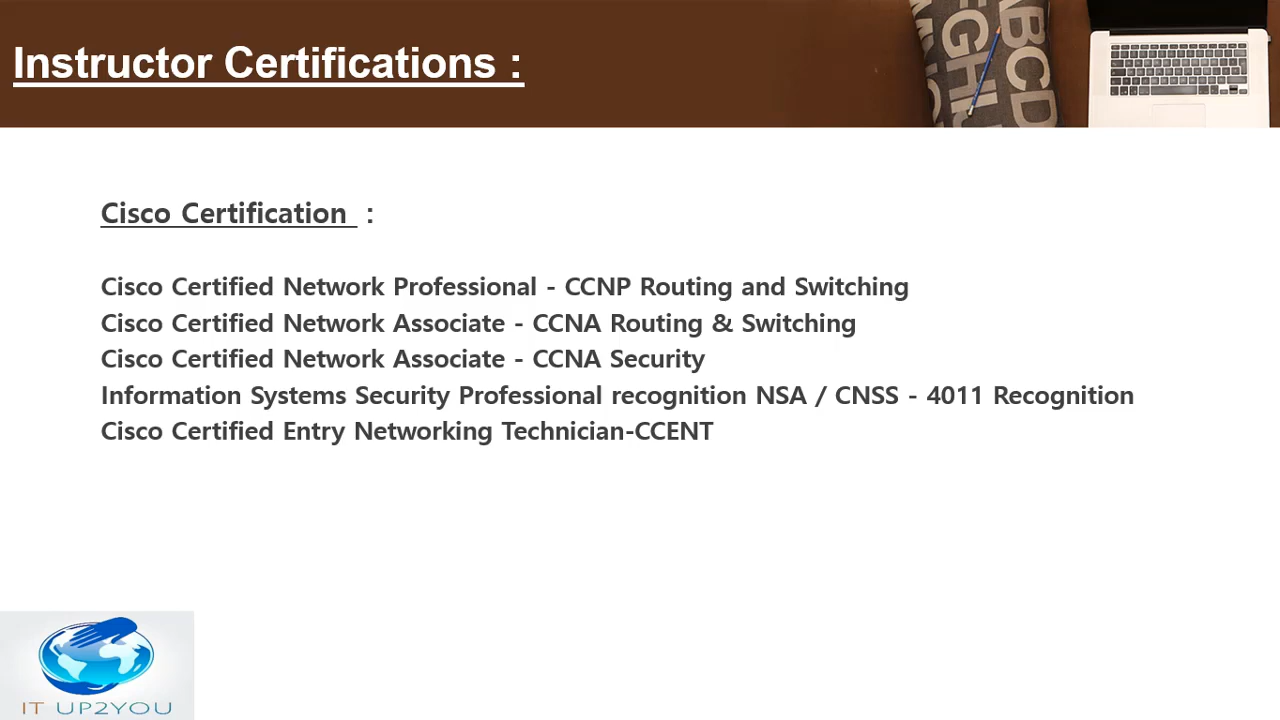 Instructor Certifications :
Cisco Certification :
Cisco Certified Network Professional - CCNP Routing and Switching
Cisco Certified Network Associate - CCNA Routing & Switching
Cisco Certified Network Associate - CCNA Security
Information Systems Security Professional recognition NSA / CNSS - 4011 Recognition
Cisco Certified Entry Networking Technician-CCENT
IT UP2YOU